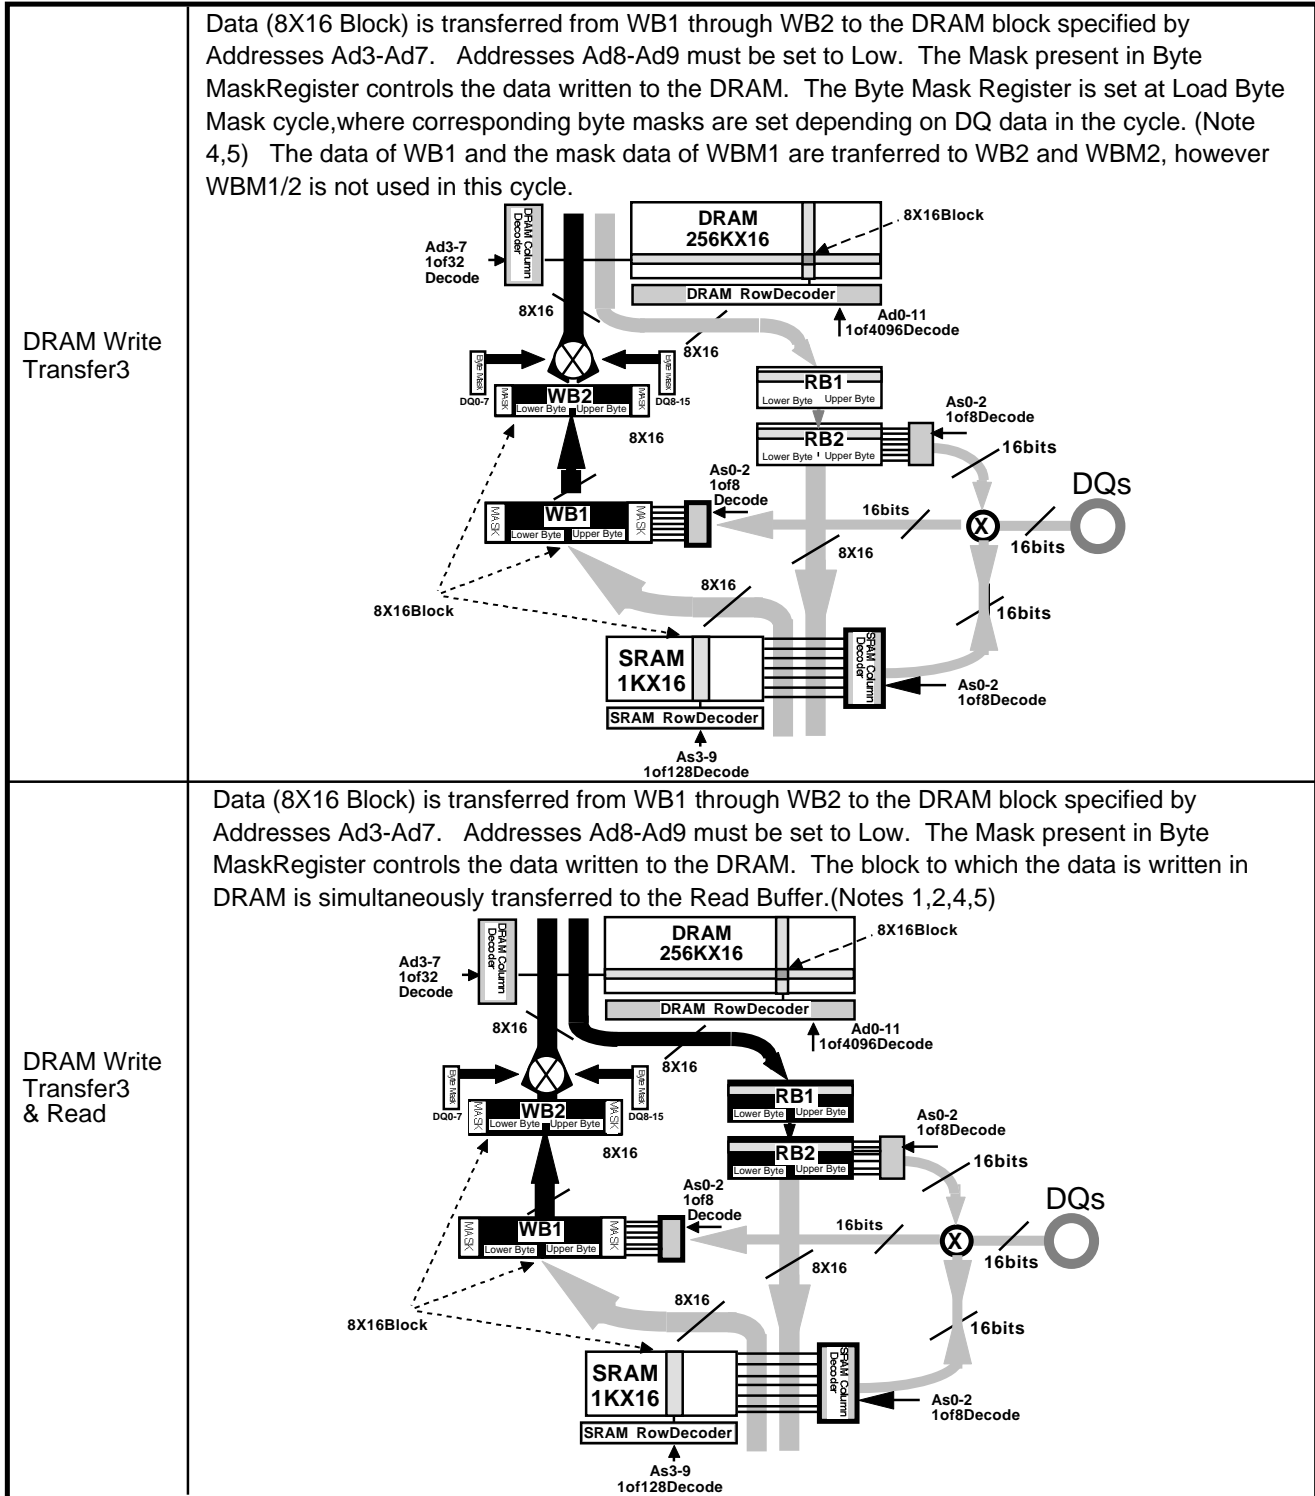 Data (8X16 Block) is transferred from WB1 through WB2 to the DRAM block specified by
Addresses Ad3-Ad7. Addresses Ad8-Ad9 must be set to Low. The Mask present in Byte
MaskRegister controls the data written to the DRAM. The Byte Mask Register is set at Load Byte
Mask cycle,where corresponding byte masks are set depending on DQ data in the cycle. (Note
4,5) The data of WB1 and the mask data of WBM1 are tranferred to WB2 and WBM2, however
WBM1/2 is not used in this cycle.
DRAM Write
Transfer3
DRAM Column
Decoder
DRAM
256KX16
8X16Block
Ad3-7
1of32
Decode
8X16
DRAM RowDecoder
Ad0-11
1of4096Decode
8X16
Byte Mask
DQ0-7
Byte Mask
DQ8-15
MASK
WB2
Lower Byte
Upper Byte
MASK
8X16
RB1
Lower Byte
Upper Byte
RB2
Lower Byte
Upper Byte
As0-2
1of8Decode
16bits
DQs
As0-2
1of8
Decode
MASK
WB1
Lower Byte
Upper Byte
MASK
16bits
X
16bits
8X16
8X16
8X16Block
16bits
SRAM
1KX16
SRAM Column
Decoder
As0-2
1of8Decode
SRAM RowDecoder
As3-9
1of128Decode
Data (8X16 Block) is transferred from WB1 through WB2 to the DRAM block specified by
Addresses Ad3-Ad7. Addresses Ad8-Ad9 must be set to Low. The Mask present in Byte
MaskRegister controls the data written to the DRAM. The block to which the data is written in
DRAM is simultaneously transferred to the Read Buffer.(Notes 1,2,4,5)
DRAM Write
Transfer3
& Read
DRAM Column
Decoder
DRAM
256KX16
8X16Block
Ad3-7
1of32
Decode
8X16
DRAM RowDecoder
Ad0-11
1of4096Decode
8X16
Byte Mask
DQ0-7
Byte Mask
DQ8-15
MASK
WB2
Lower Byte
Upper Byte
MASK
8X16
RB1
Lower Byte
Upper Byte
RB2
Lower Byte
Upper Byte
As0-2
1of8Decode
16bits
DQs
As0-2
1of8
Decode
MASK
WB1
Lower Byte
Upper Byte
MASK
16bits
X
16bits
8X16
8X16
8X16Block
16bits
SRAM
1KX16
SRAM Column
Decoder
As0-2
1of8Decode
SRAM RowDecoder
As3-9
1of128Decode